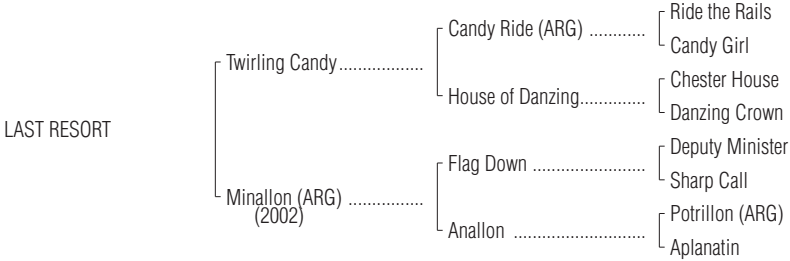 Ride the Rails
Candy Ride (ARG) ............
Candy Girl
Twirling Candy..................
Chester House
House of Danzing..............
Danzing Crown
LAST RESORT
Deputy Minister
Flag Down ........................
Sharp Call
Minallon (ARG) ................
(2002)
Potrillon (ARG)
Anallon ............................
Aplanatin